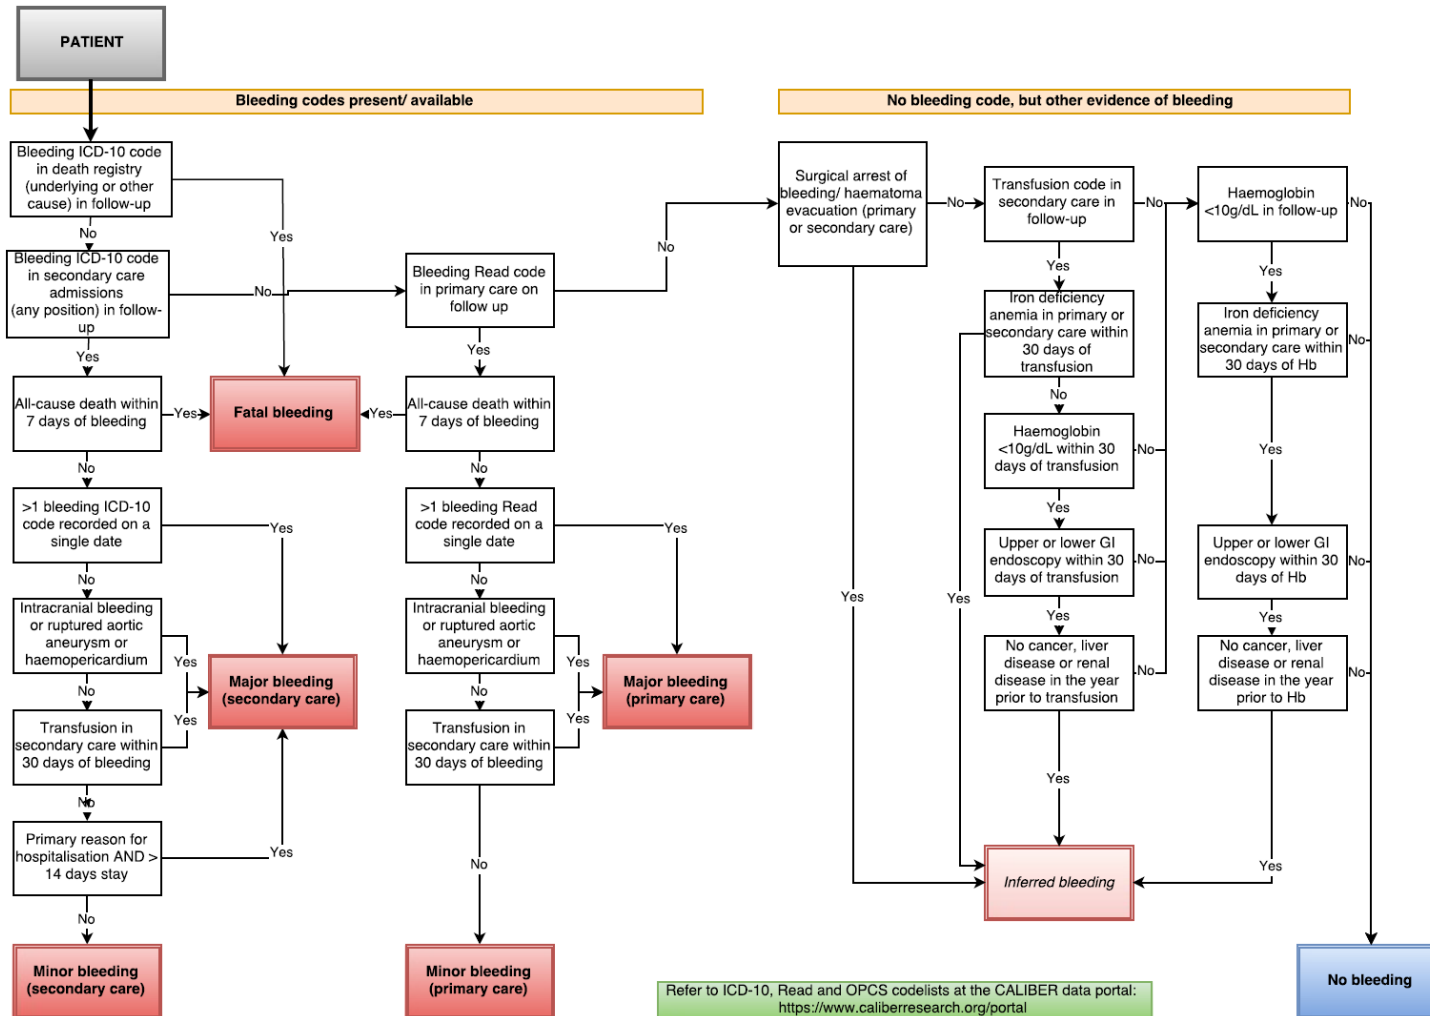 PATIENT
Bleeding codes present/ available
No bleeding code, but other evidence of bleeding
Bleeding ICD-10 code
in death registry
(underlying or other
cause) in follow-up
Yes
No
Bleeding ICD-10 code
in secondary care
admissions
(any position) in follow-
up
No
Yes
All-cause death within
7 days of bleeding
Yes
Fatal bleeding
No
>1 bleeding ICD-10
code recorded on a
single date
Yes
No
Intracranial bleeding
or ruptured aortic
aneurysm or
haemopericardium
Yes
Major bleeding
(secondary care)
No
Yes
Transfusion in
secondary care within
30 days of bleeding
No
Primary reason for
hospitalisation AND >
14 days stay
Yes
No
Minor bleeding
(secondary care)
Bleeding Read code
in primary care on
follow up
No
Yes
All-cause death within
7 days of bleeding
Yes
No
>1 bleeding Read
code recorded on a
single date
Yes
No
Intracranial bleeding
or ruptured aortic
aneurysm or
haemopericardium
Yes
Major bleeding
(primary care)
No
Yes
Transfusion in
secondary care within
30 days of bleeding
No
Minor bleeding
(primary care)
Surgical arrest of
bleeding/ haematoma
evacuation (primary
or secondary care)
No
Yes
Transfusion code in
secondary care in
follow-up
No
Yes
Iron deficiency
anemia in primary or
secondary care within
30 days of
transfusion
Yes
No
Haemoglobin
<10g/dL within 30
days of transfusion
No
Yes
Upper or lower GI
endoscopy within 30
days of transfusion
No
Yes
No cancer, liver
disease or renal
disease in the year
prior to transfusion
No
Yes
Inferred bleeding
Haemoglobin
<10g/dL in follow-up
No
Yes
Iron deficiency
anemia in primary or
secondary care within
30 days of Hb
No
Yes
Upper or lower GI
endoscopy within 30
days of Hb
No
Yes
No cancer, liver
disease or renal
disease in the year
prior to Hb
No
Yes
No bleeding
Refer to ICD-10, Read and OPCS codelists at the CALIBER data portal:
https://www.caliberresearch.org/portal